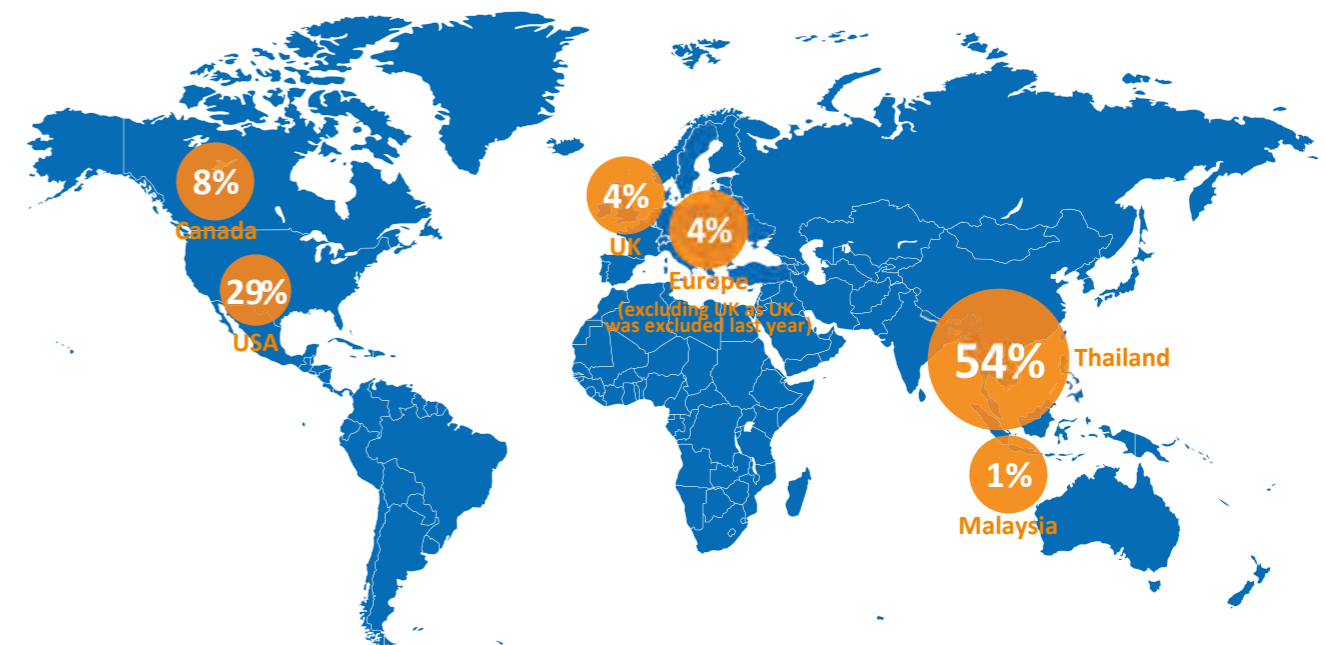 8%
Canada
29%
USA
4%
UK
4%
Europe
(excluding UK as UK
was excluded last year)
54%
Thailand
1%
Malaysia